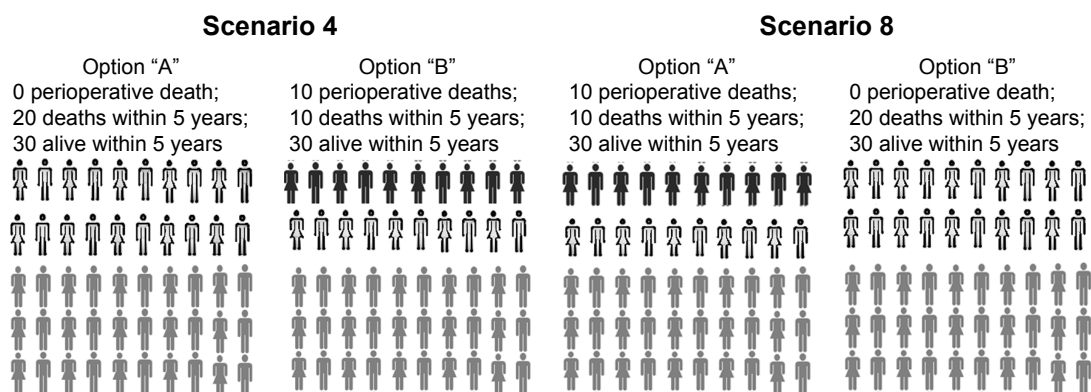 Scenario 4
Option “A”
0 perioperative death;
20 deaths within 5 years;
30 alive within 5 years
Option “B”
10 perioperative deaths;
10 deaths within 5 years;
30 alive within 5 years
Scenario 8
Option “A”
10 perioperative deaths;
10 deaths within 5 years;
30 alive within 5 years
Option “B”
0 perioperative death;
20 deaths within 5 years;
30 alive within 5 years